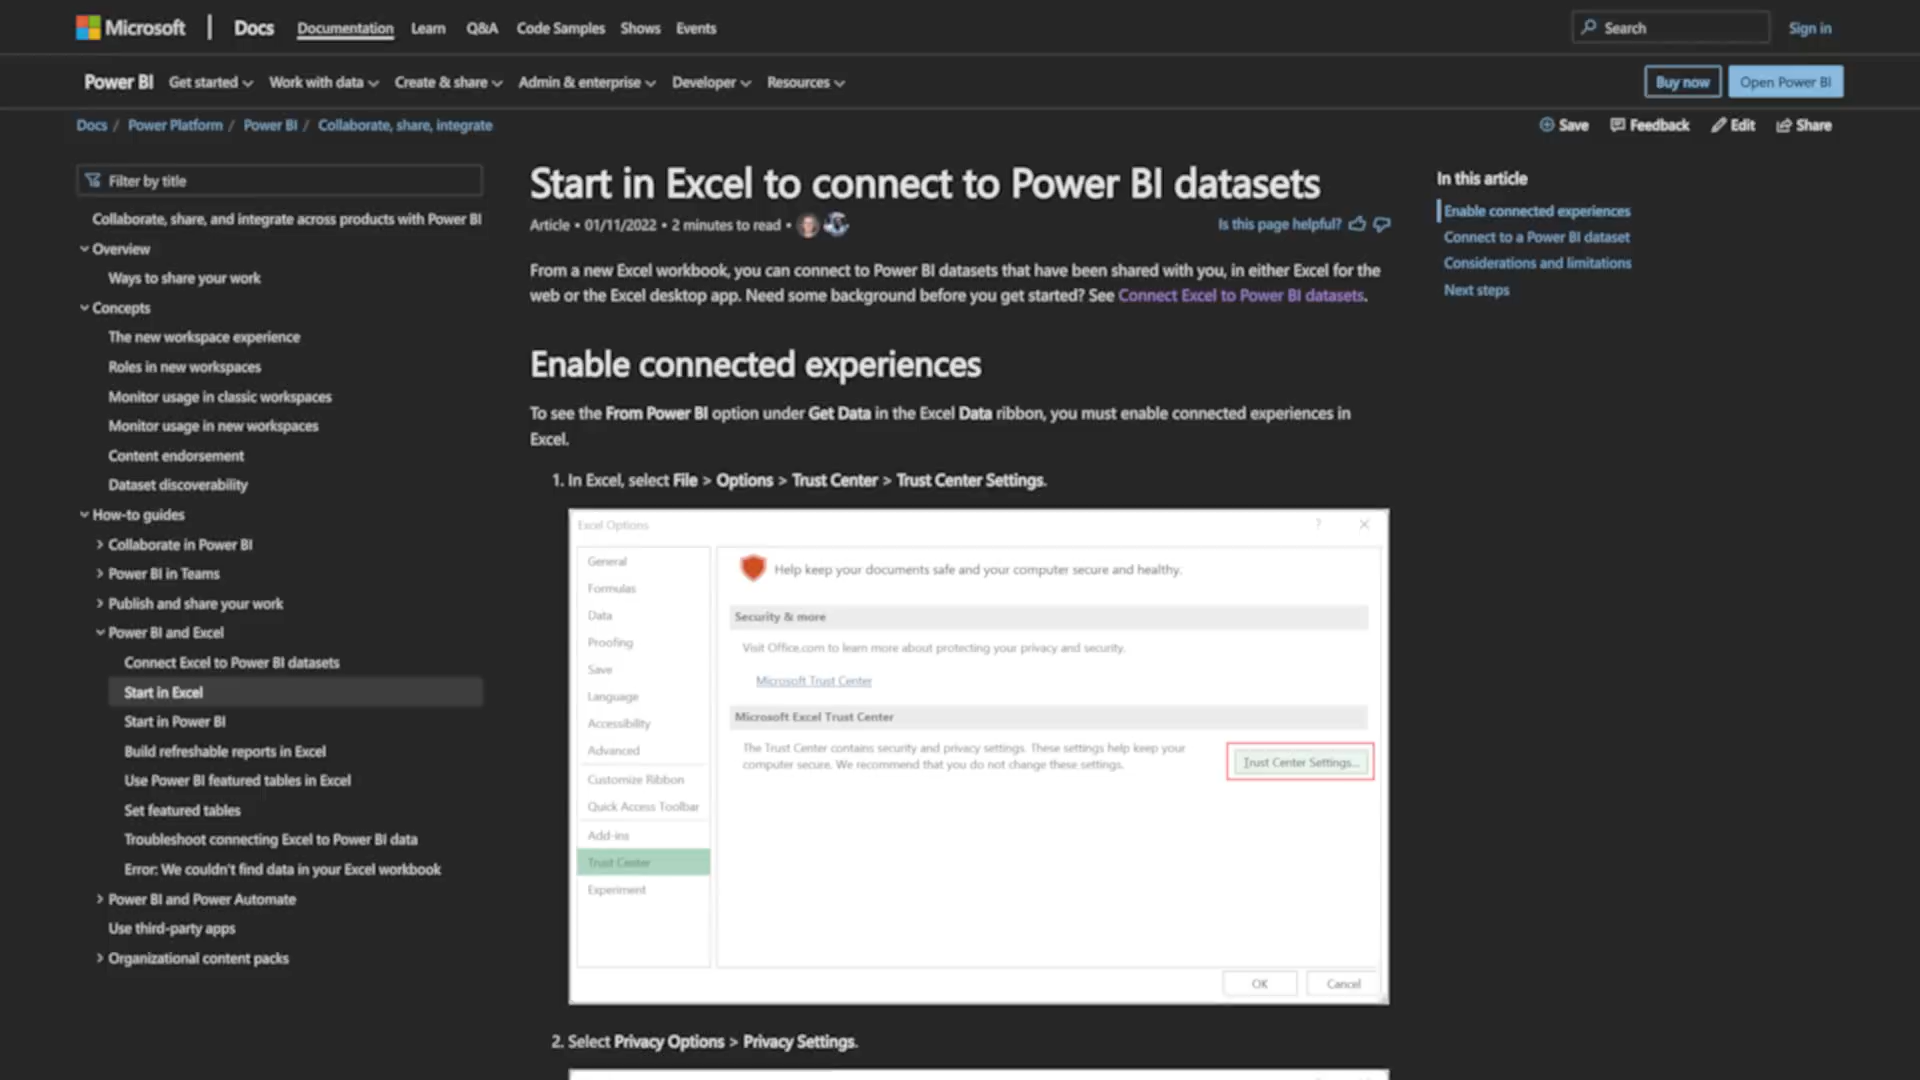 Microsoft | Docs Documentation Learn Q&A Code Samples Shows Events Search Sign in
Power BI Get started Work with data Create & share Admin & enterprise Developer Resources Buy now Open Power BI
Docs / Power Platform / Power BI / Collaborate, share, integrate
Save Feedback Edit Share
Filter by title
Collaborate, share, and integrate across products with Power BI
Overview
Ways to share your work
Concepts
The new workspace experience
Roles in new workspaces
Monitor usage in classic workspaces
Monitor usage in new workspaces
Content endorsement
Dataset discoverability
How-to guides
Collaborate in Power BI
Power BI in Teams
Publish and share your work
Power BI and Excel
Connect Excel to Power BI datasets
Start in Excel
Start in Power BI
Build refreshable reports in Excel
Use Power BI featured tables in Excel
Set featured tables
Troubleshoot connecting Excel to Power BI data
Error: We couldn't find data in your Excel workbook
Power BI and Power Automate
Use third-party apps
Organizational content packs
Start in Excel to connect to Power BI datasets
Article • 01/11/2022 • 2 minutes to read •
Is this page helpful?
From a new Excel workbook, you can connect to Power BI datasets that have been shared with you, in either Excel for the
web or the Excel desktop app. Need some background before you get started? See Connect Excel to Power BI datasets.
Enable connected experiences
To see the From Power BI option under Get Data in the Excel Data ribbon, you must enable connected experiences in
Excel.
1. In Excel, select File > Options > Trust Center > Trust Center Settings.
Excel Options ?
General
Formulas
Data
Proofing
Save
Language
Accessibility
Advanced
Customize Ribbon
Quick Access Toolbar
Add-ins
Trust Center
Experiment
Help keep your documents safe and your computer secure and healthy.
Security & more
Visit Office.com to learn more about protecting your privacy and security.
Microsoft Trust Center
Microsoft Excel Trust Center
The Trust Center contains security and privacy settings. These settings help keep your
computer secure. We recommend that you do not change these settings.
Trust Center Settings...
OK Cancel
2. Select Privacy Options > Privacy Settings.
In this article
Enable connected experiences
Connect to a Power BI dataset
Considerations and limitations
Next steps